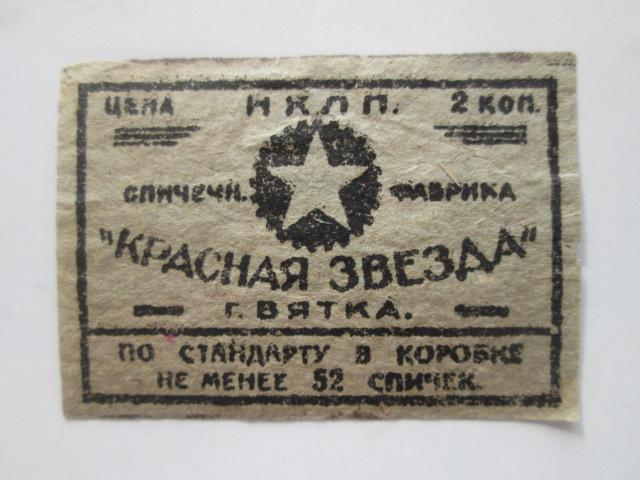 ЦЕНА НКЛП. 2 КОП.
СПИЧЕЧН. ФАБРИКА
"КРАСНАЯ ЗВЕЗДА"
Г. ВЯТКА.
ПО СТАНДАРТУ В КОРОБКЕ
НЕ МЕНЕЕ 52 СПИЧЕК.